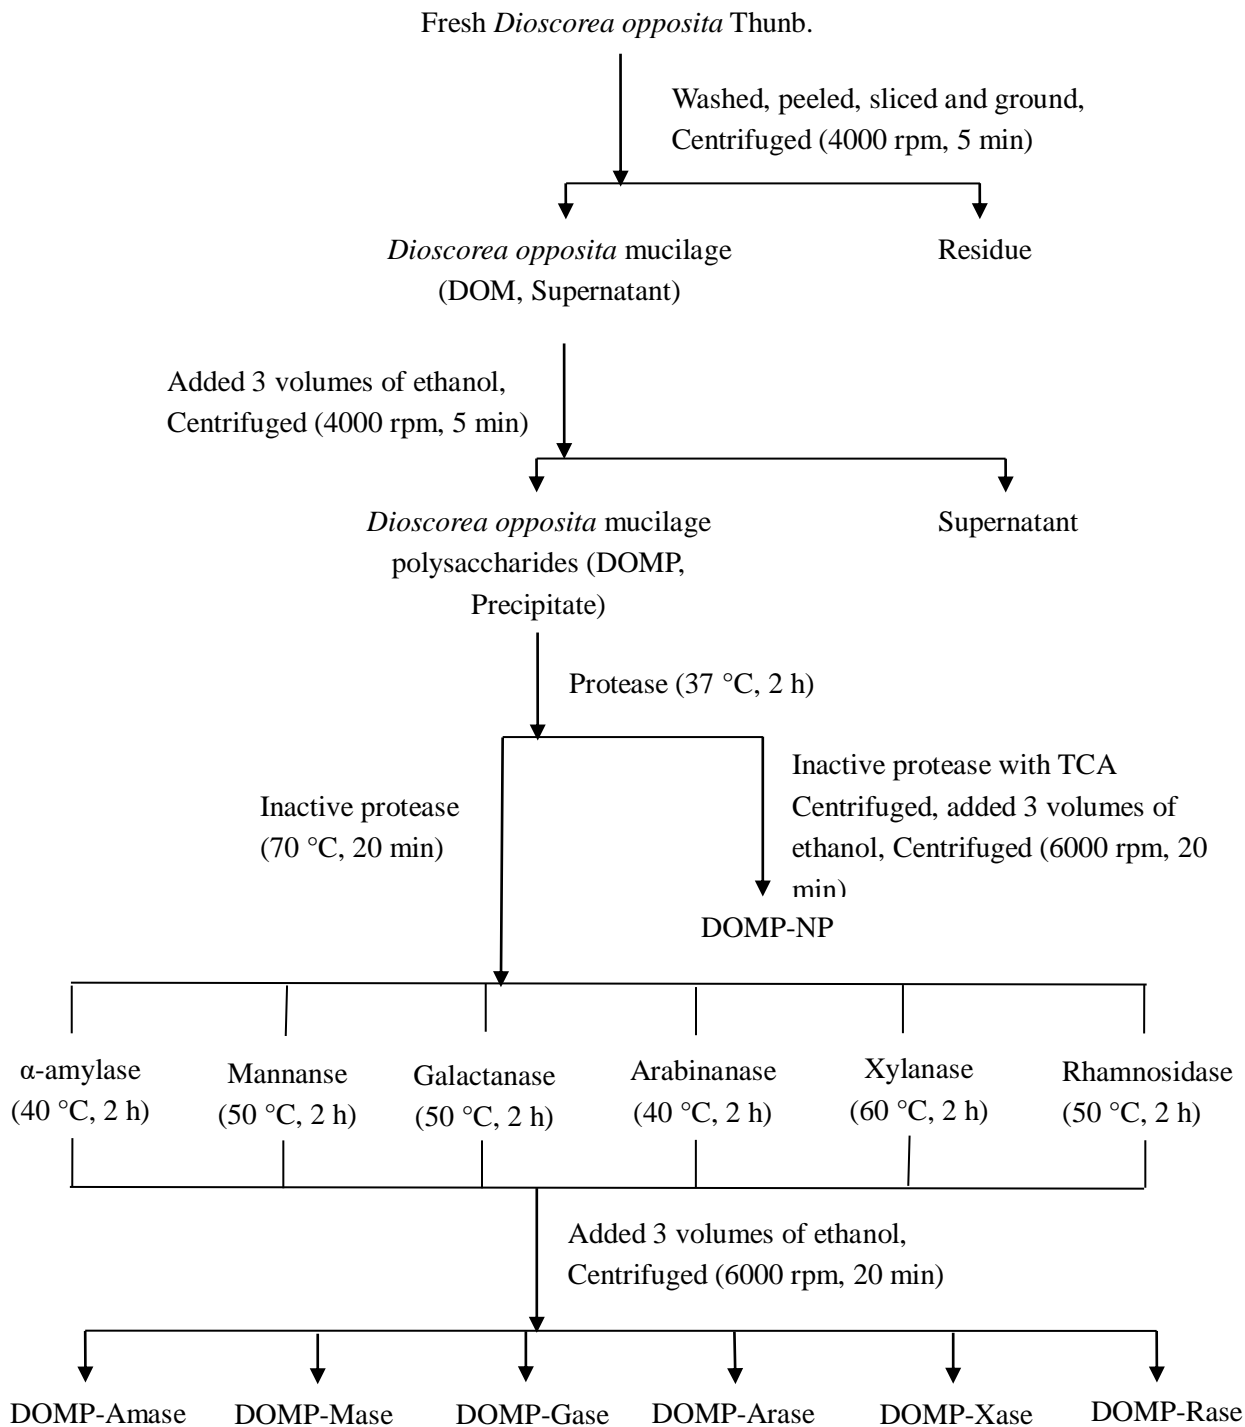 Fresh Dioscorea opposita Thunb.
Washed, peeled, sliced and ground,
Centrifuged (4000 rpm, 5 min)
Dioscorea opposita mucilage
(DOM, Supernatant)
Residue
Added 3 volumes of ethanol,
Centrifuged (4000 rpm, 5 min)
Dioscorea opposita mucilage
polysaccharides (DOMP,
Precipitate)
Supernatant
Protease (37 °C, 2 h)
Inactive protease
(70 °C, 20 min)
Inactive protease with TCA
Centrifuged, added 3 volumes of
ethanol, Centrifuged (6000 rpm, 20
min)
DOMP-NP
α-amylase
(40 °C, 2 h)
Mannanse
(50 °C, 2 h)
Galactanase
(50 °C, 2 h)
Arabinanase
(40 °C, 2 h)
Xylanase
(60 °C, 2 h)
Rhamnosidase
(50 °C, 2 h)
Added 3 volumes of ethanol,
Centrifuged (6000 rpm, 20 min)
DOMP-Amase
DOMP-Mase
DOMP-Gase
DOMP-Arase
DOMP-Xase
DOMP-Rase